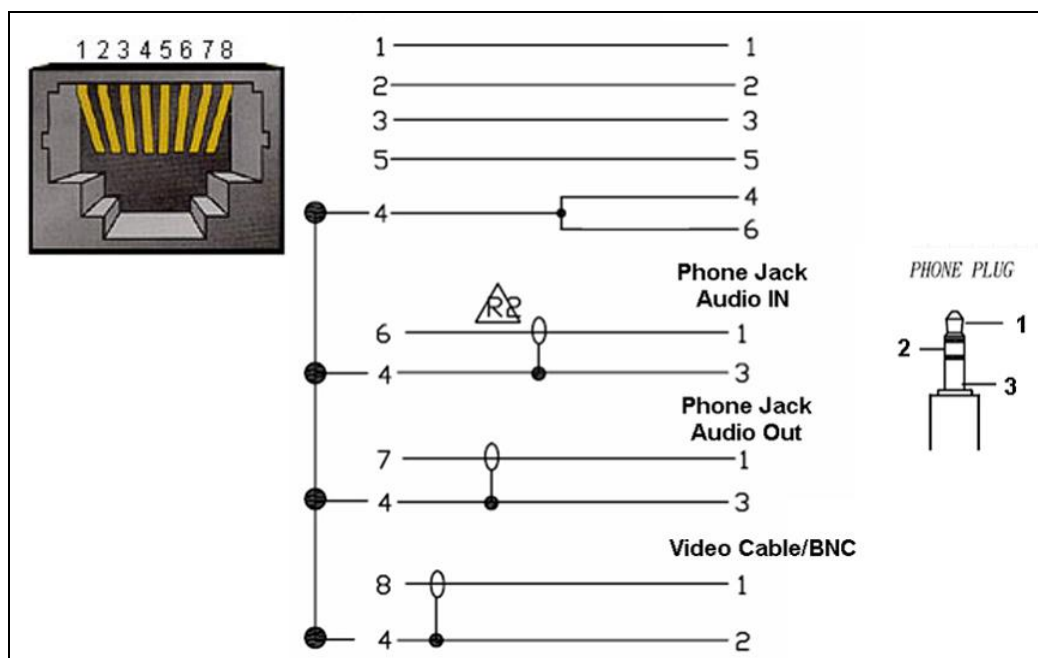 1 2 3 4 5 6 7 8
1 1
2 2
3 3
5 5
4 4
6
Phone Jack
Audio IN
R2
6 1
4 3
Phone Jack
Audio Out
7 1
4 3
Video Cable/BNC
8 1
4 2
PHONE PLUG
1
2
3